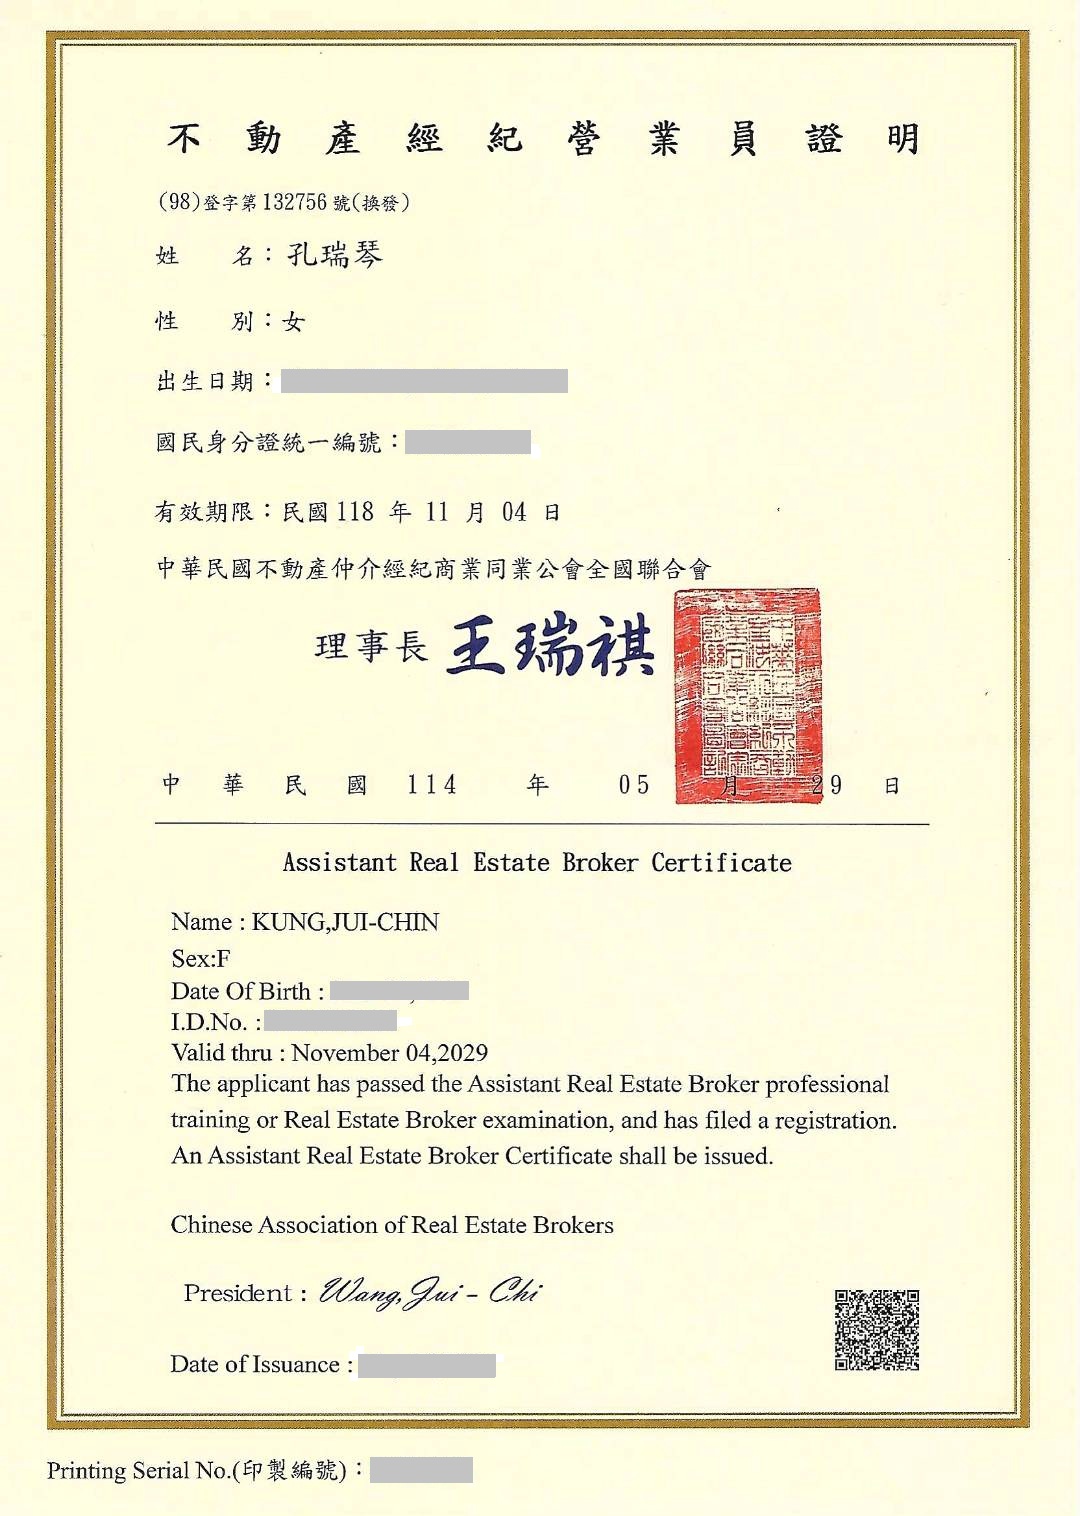 不動產經紀營業員證明
(98)登字第132756號(換發)
姓 名：孔瑞琴
性 別：女
出生日期：
國民身分證統一編號：
有效期限：民國118 年 11 月 04 日
中華民國不動產仲介經紀商業同業公會全國聯合會
理事長 王瑞祺
中華民國 114 年 05 月 29 日
Assistant Real Estate Broker Certificate
Name : KUNG,JUI-CHIN
Sex:F
Date Of Birth :
I.D.No. :
Valid thru : November 04,2029
The applicant has passed the Assistant Real Estate Broker professional
training or Real Estate Broker examination, and has filed a registration.
An Assistant Real Estate Broker Certificate shall be issued.
Chinese Association of Real Estate Brokers
President : Wang, Jui - Chi
Date of Issuance :
Printing Serial No.(印製編號)：